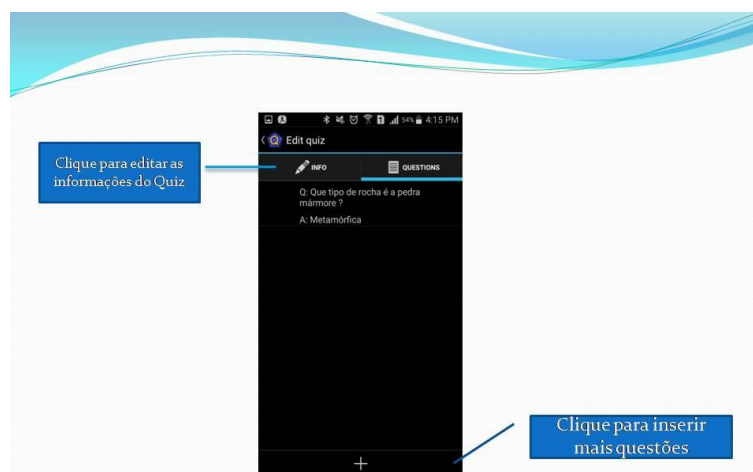 54% 4:15 PM
Edit quiz
INFO
QUESTIONS
Clique para editar as
informações do Quiz
Q: Que tipo de rocha é a pedra
mármore ?
A: Metamórfica
Clique para inserir
mais questões